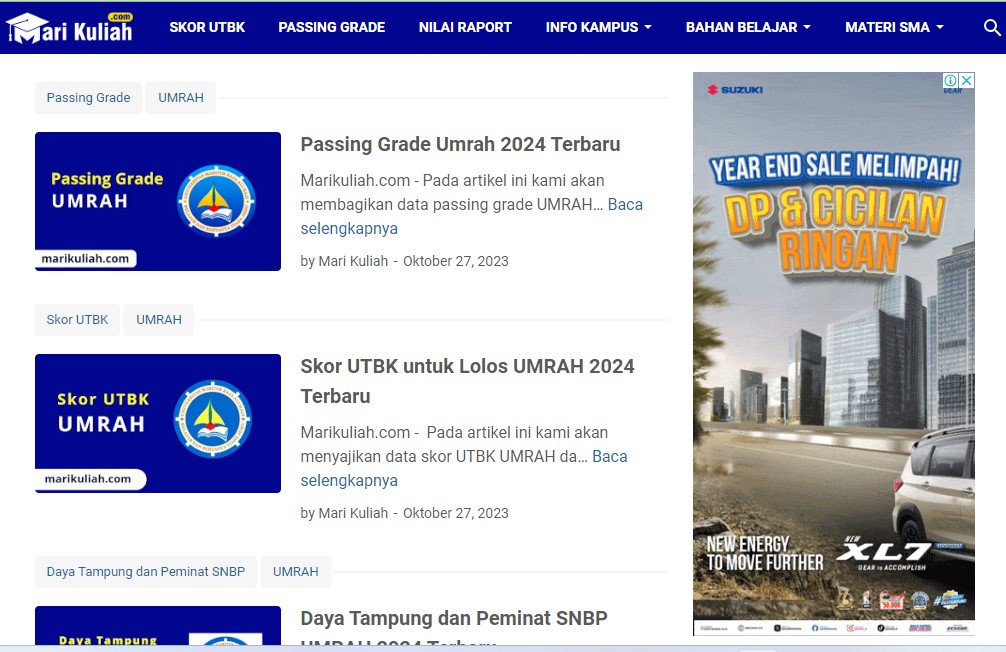 Mari Kuliah .com
SKOR UTBK
PASSING GRADE
NILAI RAPORT
INFO KAMPUS
BAHAN BELAJAR
MATERI SMA
Passing Grade
UMRAH
Passing Grade
UMRAH
marikuliah.com
Passing Grade Umrah 2024 Terbaru
Marikuliah.com - Pada artikel ini kami akan
membagikan data passing grade UMRAH... Baca
selengkapnya
by Mari Kuliah - Oktober 27, 2023
Skor UTBK
UMRAH
Skor UTBK
UMRAH
marikuliah.com
Skor UTBK untuk Lolos UMRAH 2024
Terbaru
Marikuliah.com - Pada artikel ini kami akan
menyajikan data skor UTBK UMRAH da... Baca
selengkapnya
by Mari Kuliah - Oktober 27, 2023
Daya Tampung dan Peminat SNBP
UMRAH
Daya Tampung
Daya Tampung dan Peminat SNBP
UMRAH 2024 Terbaru
SUZUKI
GEAR
YEAR END SALE MELIMPAH!
DP & CICILAN
RINGAN*
NEW ENERGY
TO MOVE FURTHER
NEW
XL7
GEAR to ACCOMPLISH